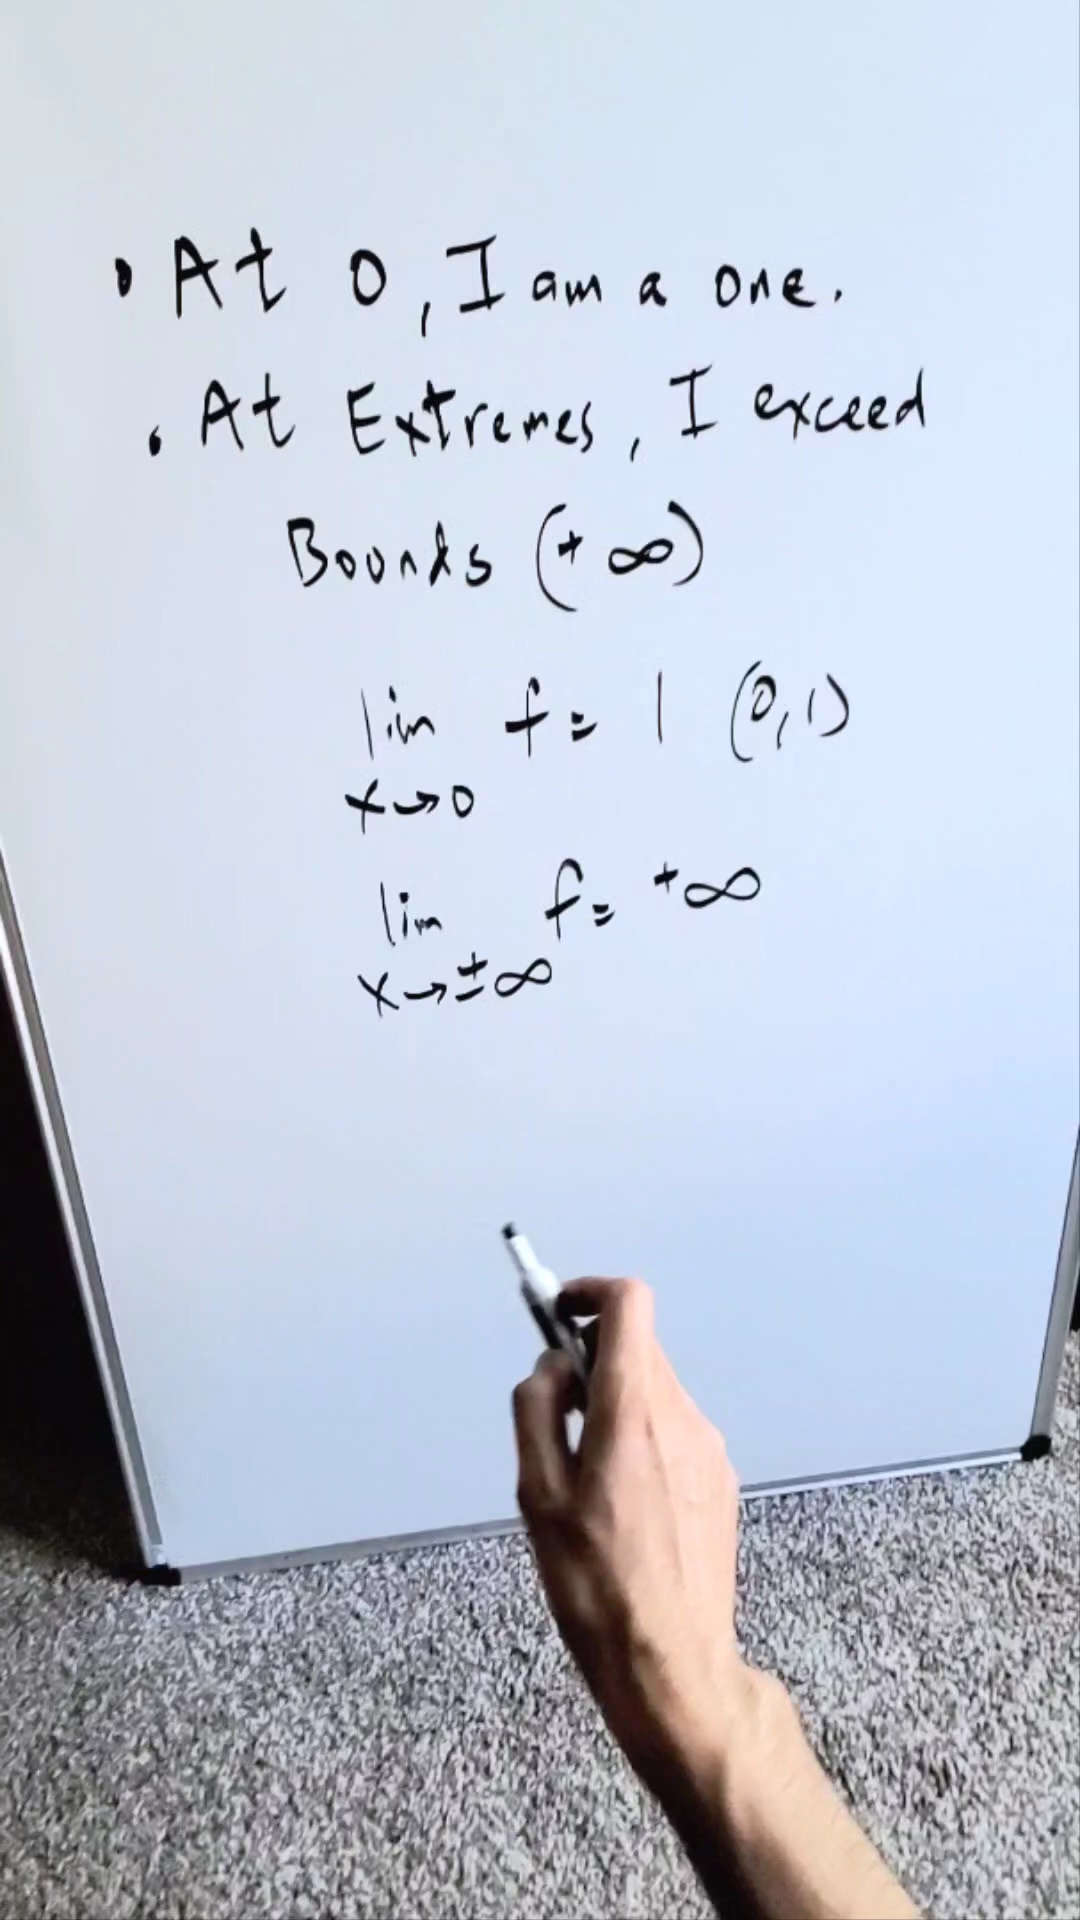 • At 0, I am a one.
• At Extremes, I exceed
Bounds (+∞)
lim f = 1 (0,1)
x→0
lim f = +∞
x→±∞